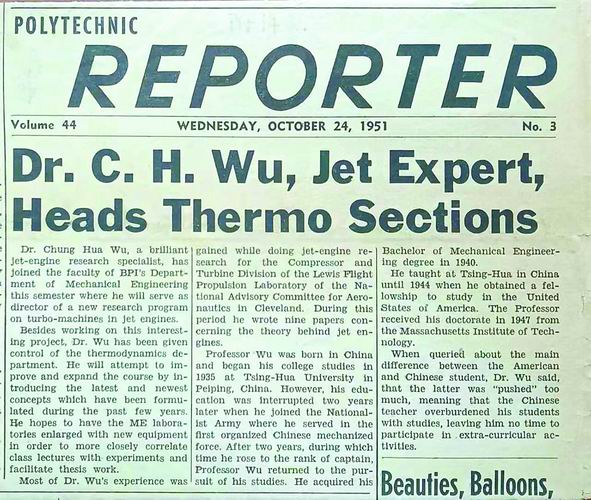 POLYTECHNIC
REPORTER
Volume 44 WEDNESDAY, OCTOBER 24, 1951 No. 3
Dr. C. H. Wu, Jet Expert,
Heads Thermo Sections
Dr. Chung Hua Wu, a brilliant
jet-engine research specialist, has
joined the faculty of BPI's Depart-
ment of Mechanical Engineering
this semester where he will serve as
director of a new research program
on turbo-machines in jet engines.
Besides working on this interest-
ing project, Dr. Wu has been given
control of the thermodynamics de-
partment. He will attempt to im-
prove and expand the course by in-
troducing the latest and newest
concepts which have been formu-
lated during the past few years.
He hopes to have the ME labora-
tories enlarged with new equipment
in order to more closely correlate
class lectures with experiments and
facilitate thesis work.
Most of Dr. Wu's experience was
gained while doing jet-engine re-
search for the Compressor and
Turbine Division of the Lewis Flight
Propulsion Laboratory of the Na-
tional Advisory Committee for Aero-
nautics in Cleveland. During this
period he wrote nine papers con-
cerning the theory behind jet en-
gines.
Professor Wu was born in China
and began his college studies in
1935 at Tsing-Hua University in
Peiping, China. However, his edu-
cation was interrupted two years
later when he joined the National-
ist Army where he served in the
first organized Chinese mechanized
force. After two years, during which
time he rose to the rank of captain,
Professor Wu returned to the pur-
suit of his studies. He acquired his
Bachelor of Mechanical Engineer-
ing degree in 1940.
He taught at Tsing-Hua in China
until 1944 when he obtained a fel-
lowship to study in the United
States of America. The Professor
received his doctorate in 1947 from
the Massachusetts Institute of Tech-
nology.
When queried about the main
difference between the American
and Chinese student, Dr. Wu said,
that the latter was "pushed" too
much, meaning that the Chinese
teacher overburdened his students
with studies, leaving him no time to
participate in extra-curricular ac-
tivities.
Beauties, Balloons,